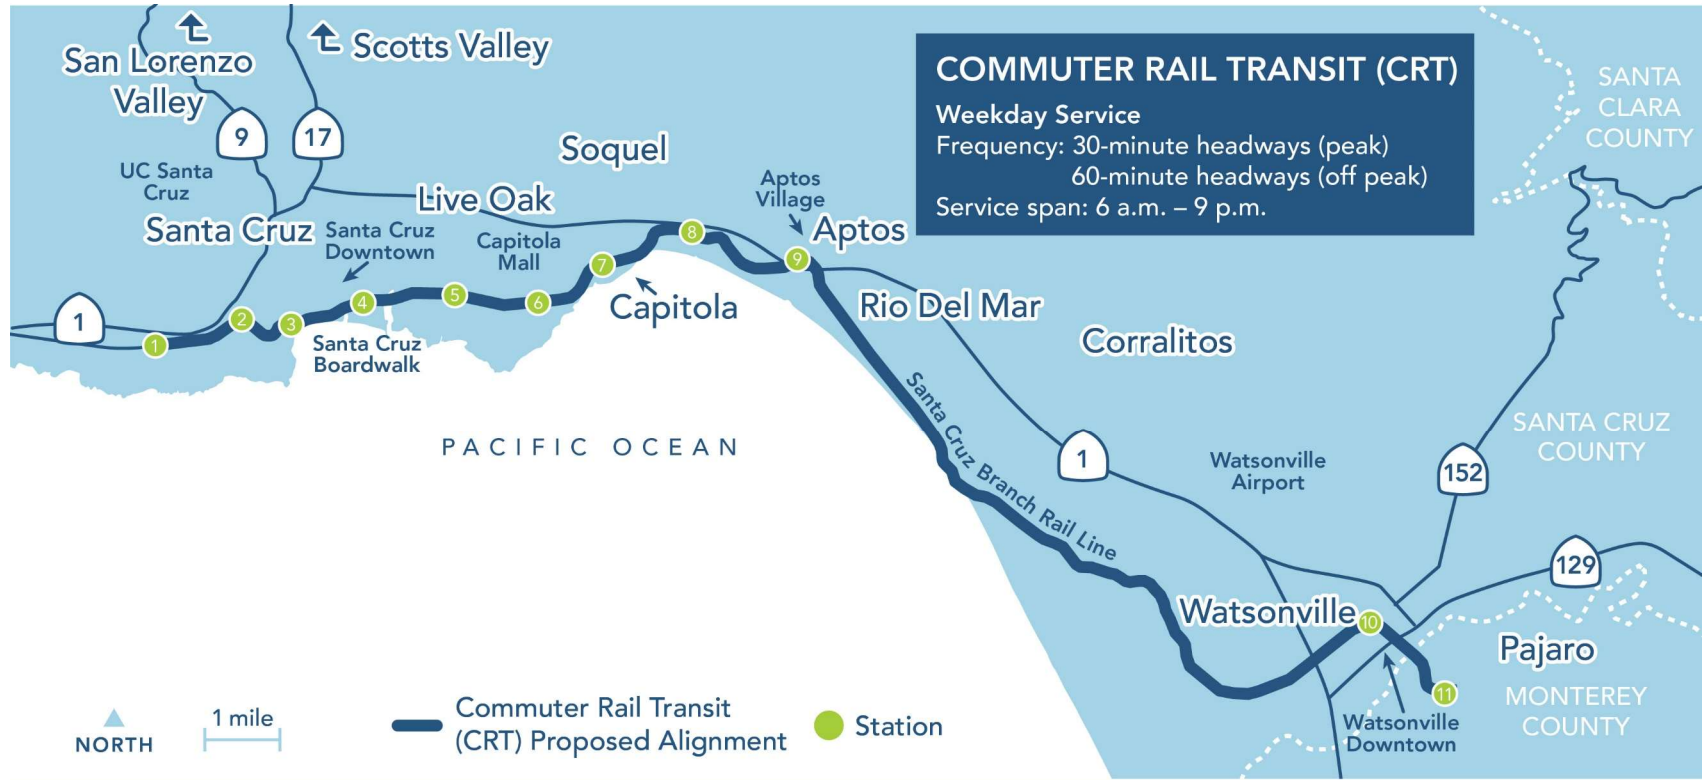 San Lorenzo
Valley
Scotts Valley
9
17
UC Santa
Cruz
Santa Cruz
Santa Cruz
Downtown
Live Oak
Soquel
Capitola
Mall
Aptos
Village
Aptos
COMMUTER RAIL TRANSIT (CRT)
Weekday Service
Frequency: 30-minute headways (peak)
60-minute headways (off peak)
Service span: 6 a.m. – 9 p.m.
SANTA
CLARA
COUNTY
1
1
2
3
4
5
6
7
8
9
Santa Cruz
Boardwalk
Capitola
Rio Del Mar
Corralitos
PACIFIC OCEAN
Santa Cruz Branch Rail Line
1
Watsonville
Airport
152
SANTA CRUZ
COUNTY
129
Watsonville
10
11
Pajaro
MONTEREY
COUNTY
Watsonville
Downtown
NORTH
1 mile
Commuter Rail Transit
(CRT) Proposed Alignment
Station